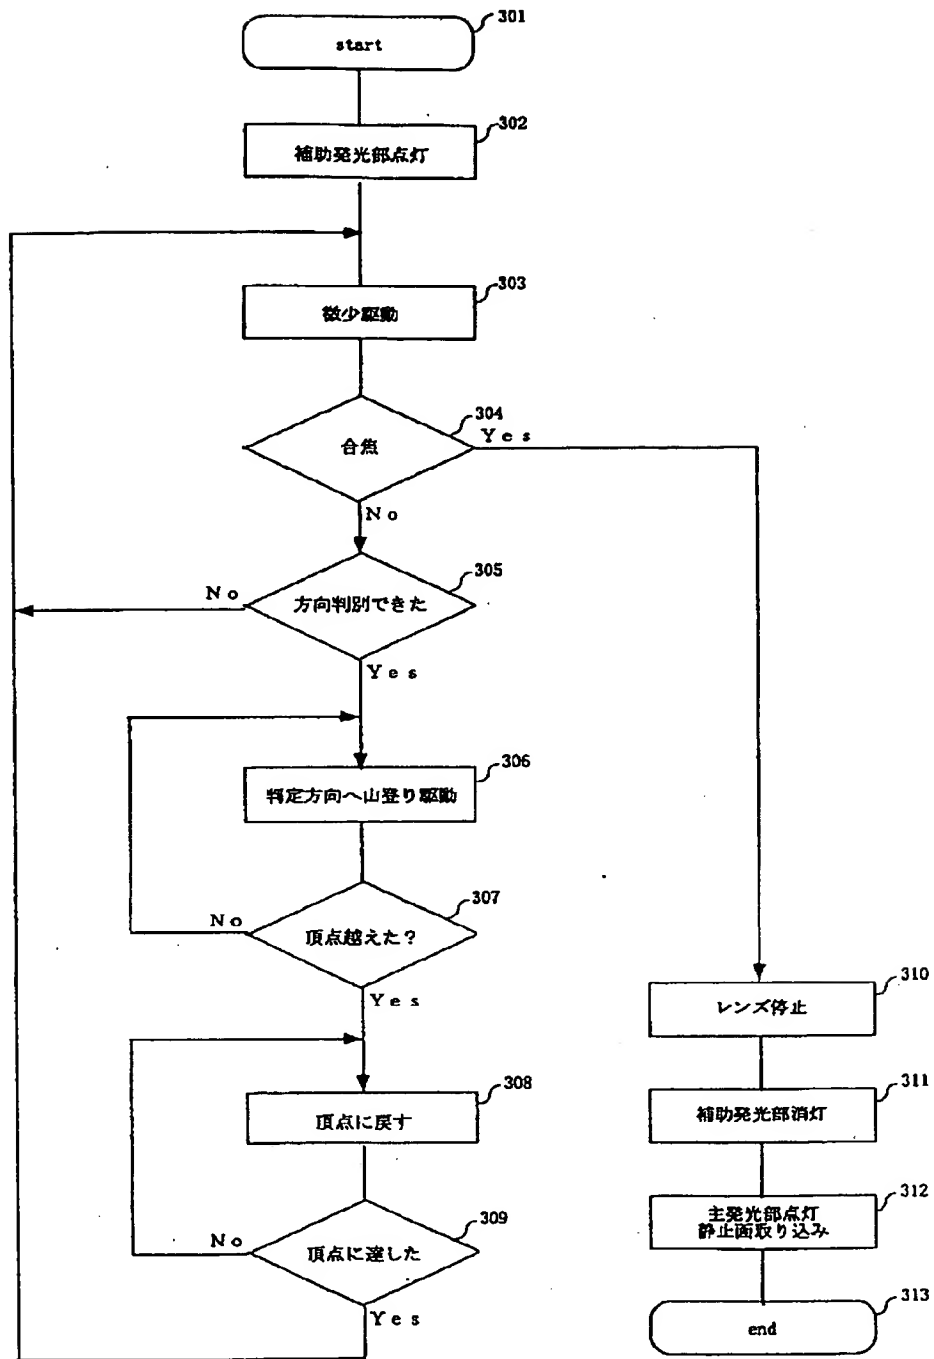 301
start
302
補助発光部点灯
303
微少駆動
304
合焦
Yes
No
305
方向判別できた
No
Yes
306
判定方向へ山登り駆動
307
頂点越えた?
No
Yes
308
頂点に戻す
309
頂点に達した
No
Yes
310
レンズ停止
311
補助発光部消灯
312
主発光部点灯
静止画取り込み
313
end